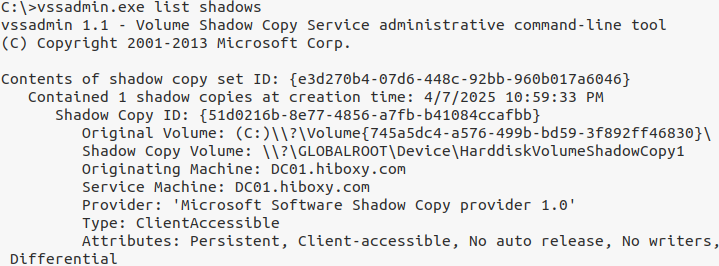 C:\>vssadmin.exe list shadows
vssadmin 1.1 - Volume Shadow Copy Service administrative command-line tool
(C) Copyright 2001-2013 Microsoft Corp.

Contents of shadow copy set ID: {e3d270b4-07d6-448c-92bb-960b017a6046}
   Contained 1 shadow copies at creation time: 4/7/2025 10:59:33 PM
      Shadow Copy ID: {51d0216b-8e77-4856-a7fb-b41084ccafbb}
         Original Volume: (C:)\\?\Volume{745a5dc4-a576-499b-bd59-3f892ff46830}\
         Shadow Copy Volume: \\?\GLOBALROOT\Device\HarddiskVolumeShadowCopy1
         Originating Machine: DC01.hiboxy.com
         Service Machine: DC01.hiboxy.com
         Provider: 'Microsoft Software Shadow Copy provider 1.0'
         Type: ClientAccessible
         Attributes: Persistent, Client-accessible, No auto release, No writers,
 Differential